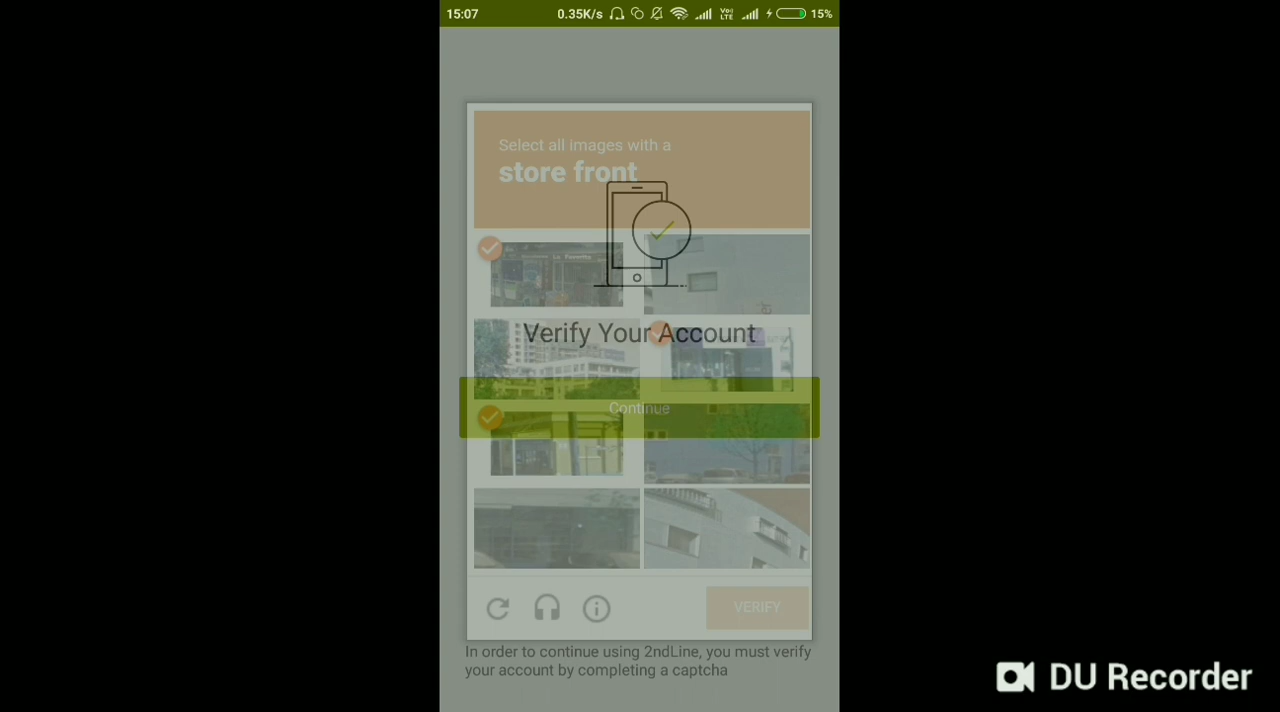 15:07 0.35K/s VoLTE 15%
Select all images with a
store front
Verify Your Account
Continue
VERIFY
In order to continue using 2ndLine, you must verify
your account by completing a captcha
DU Recorder